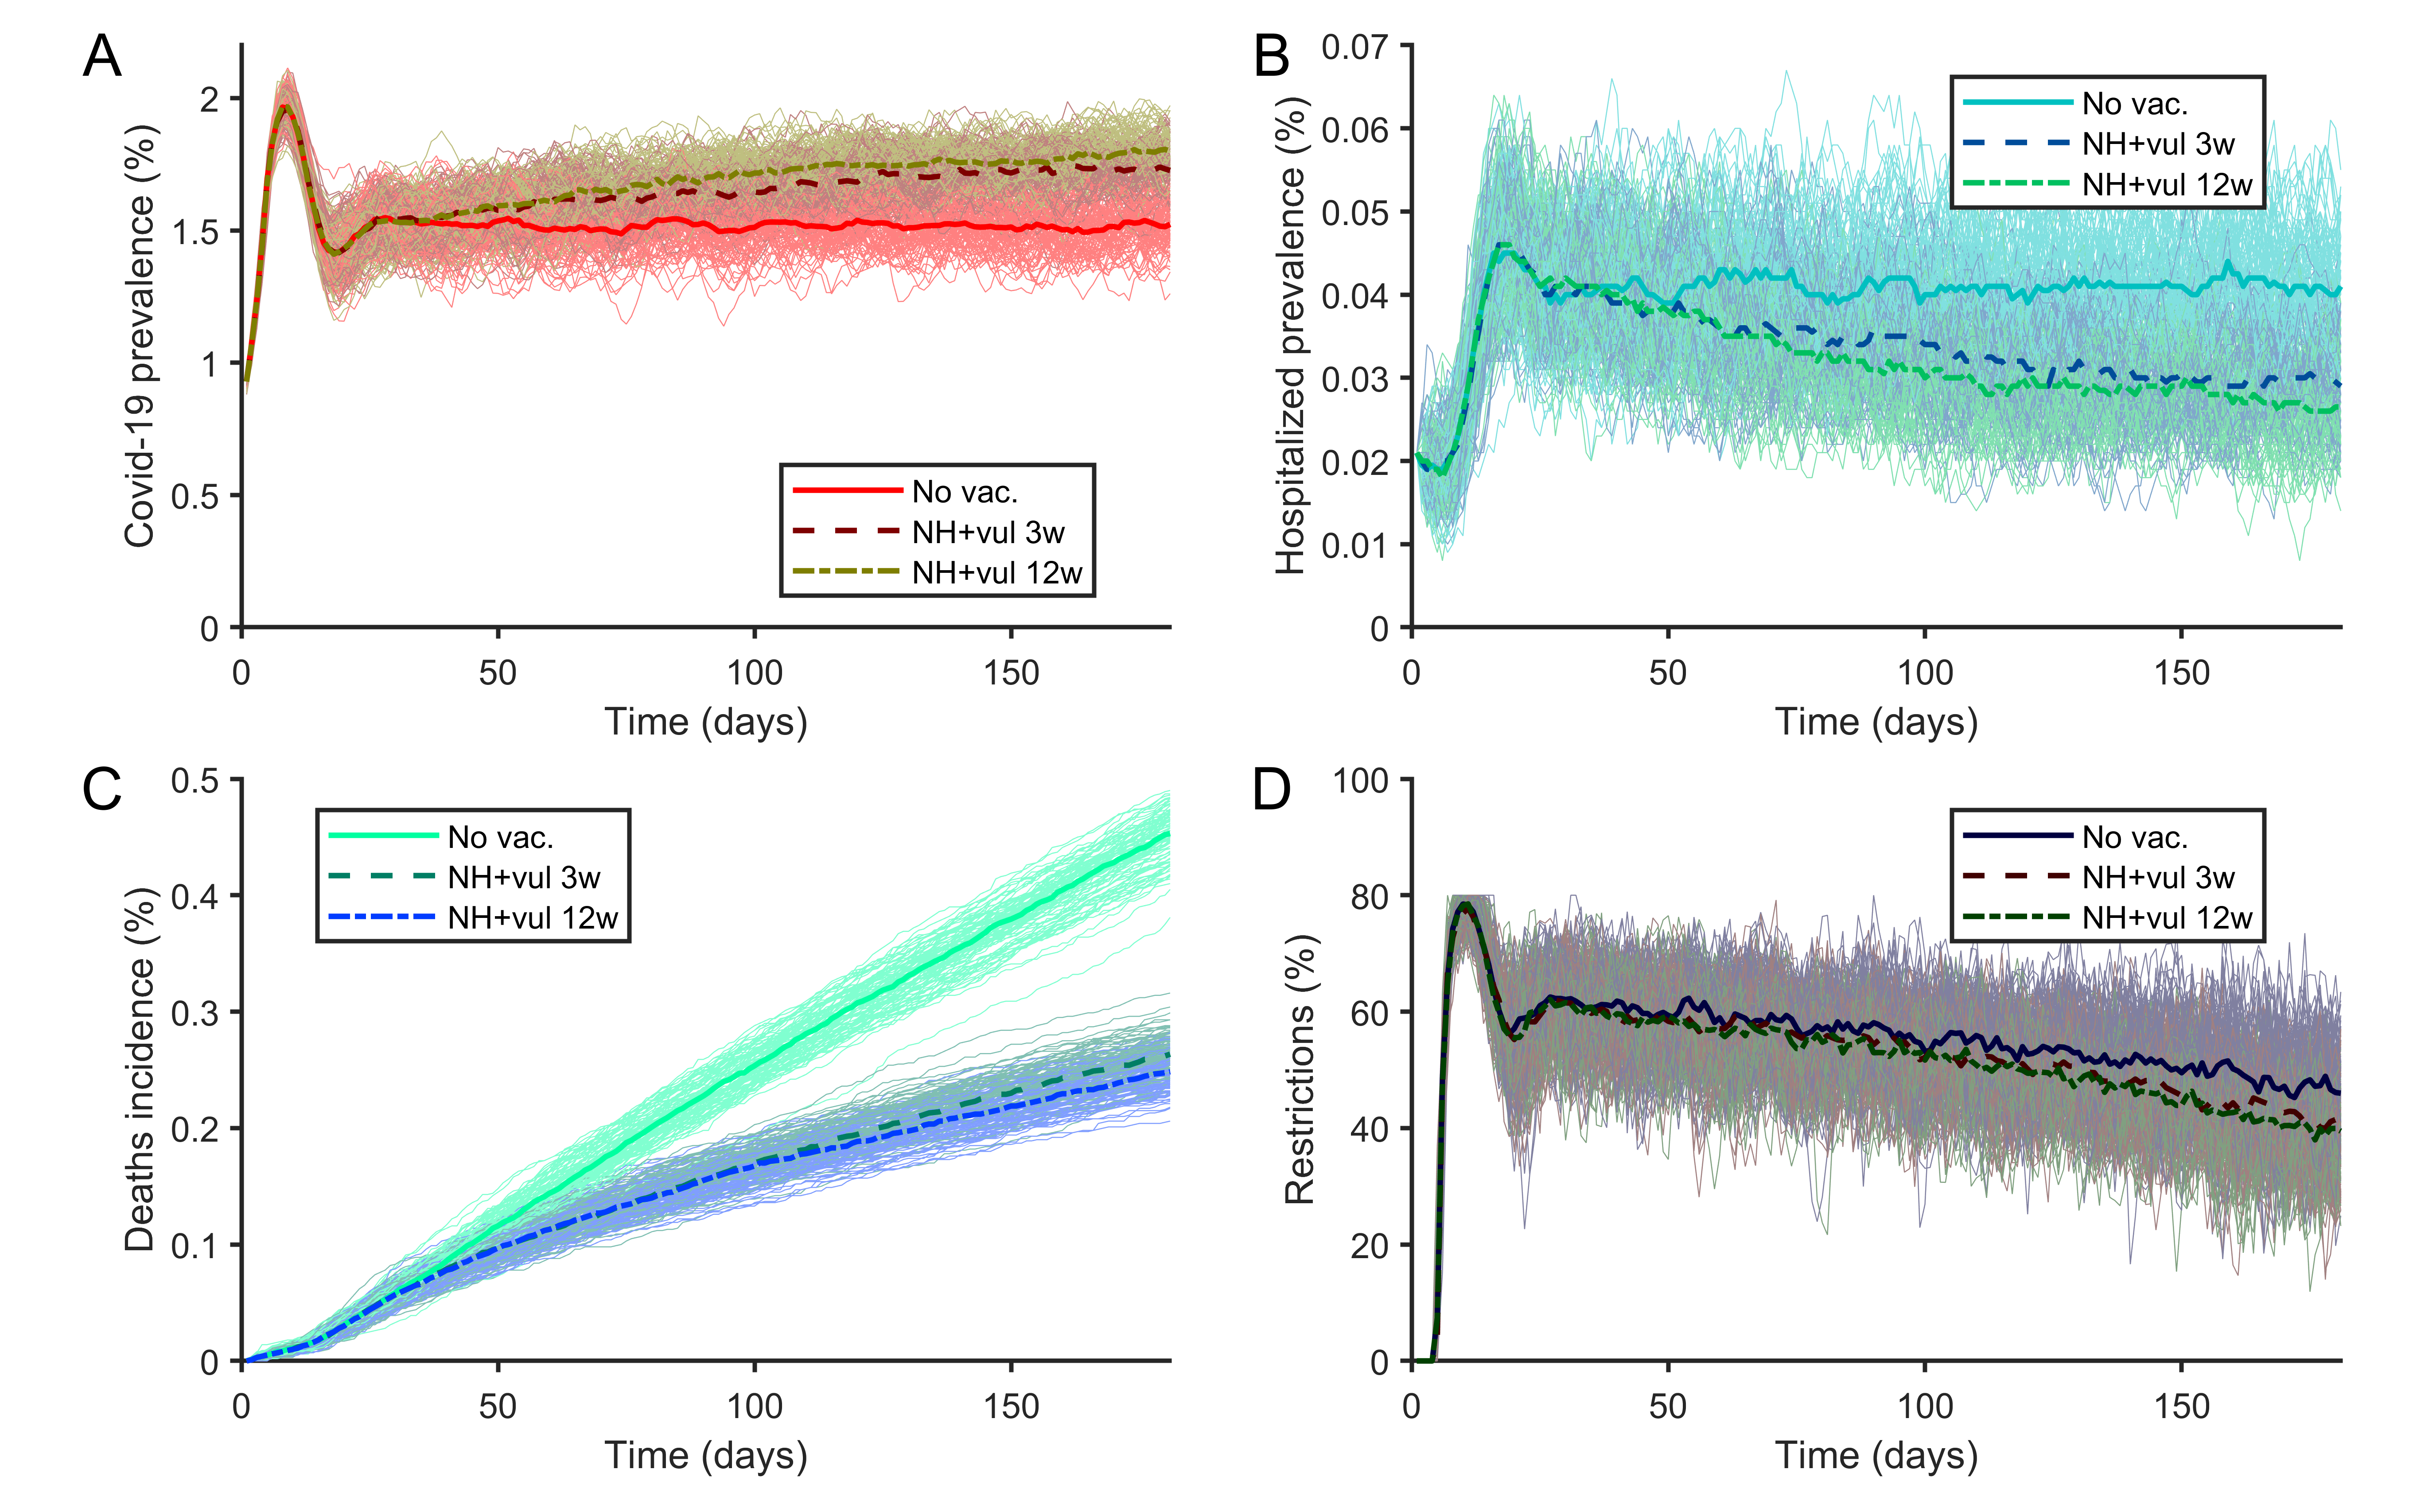 A
Covid-19 prevalence (%)
2
1.5
1
0.5
0
No vac.
NH+vul 3w
NH+vul 12w
0 50 100 150
Time (days)
B
Hospitalized prevalence (%)
0.07
0.06
0.05
0.04
0.03
0.02
0.01
0
No vac.
NH+vul 3w
NH+vul 12w
0 50 100 150
Time (days)
C
Deaths incidence (%)
0.5
0.4
0.3
0.2
0.1
0
No vac.
NH+vul 3w
NH+vul 12w
0 50 100 150
Time (days)
D
Restrictions (%)
100
80
60
40
20
0
No vac.
NH+vul 3w
NH+vul 12w
0 50 100 150
Time (days)